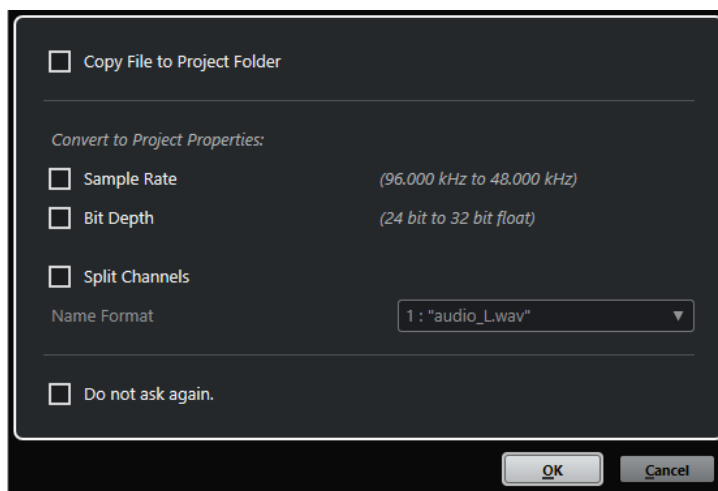 Copy File to Project Folder
Convert to Project Properties:
Sample Rate (96.000 kHz to 48.000 kHz)
Bit Depth (24 bit to 32 bit float)
Split Channels
Name Format 1 : "audio_L.wav"
Do not ask again.
OK Cancel